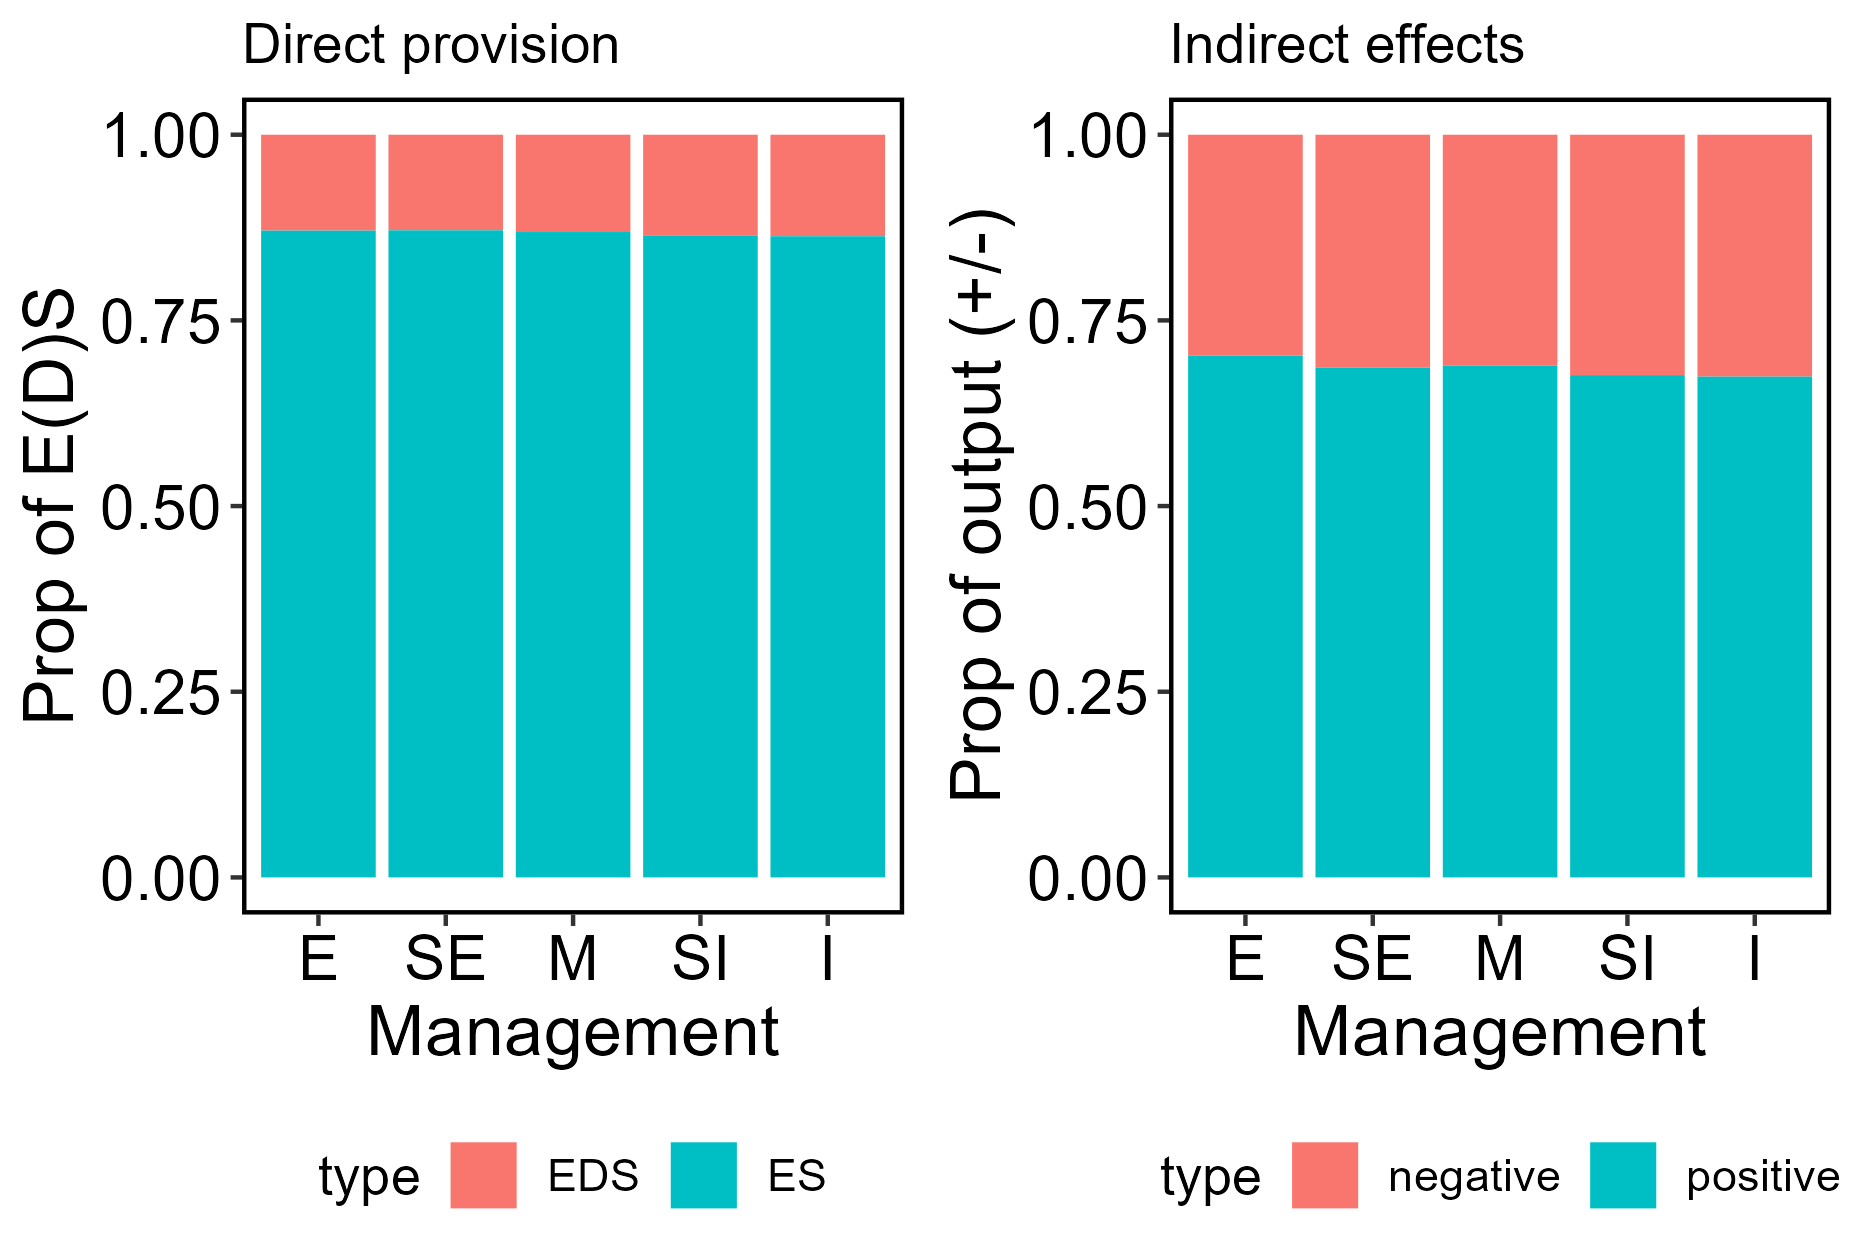 Direct provision
Prop of E(D)S
1.00
0.75
0.50
0.25
0.00
E SE M SI I
Management
type EDS ES
Indirect effects
Prop of output (+/-)
1.00
0.75
0.50
0.25
0.00
E SE M SI I
Management
type negative positive